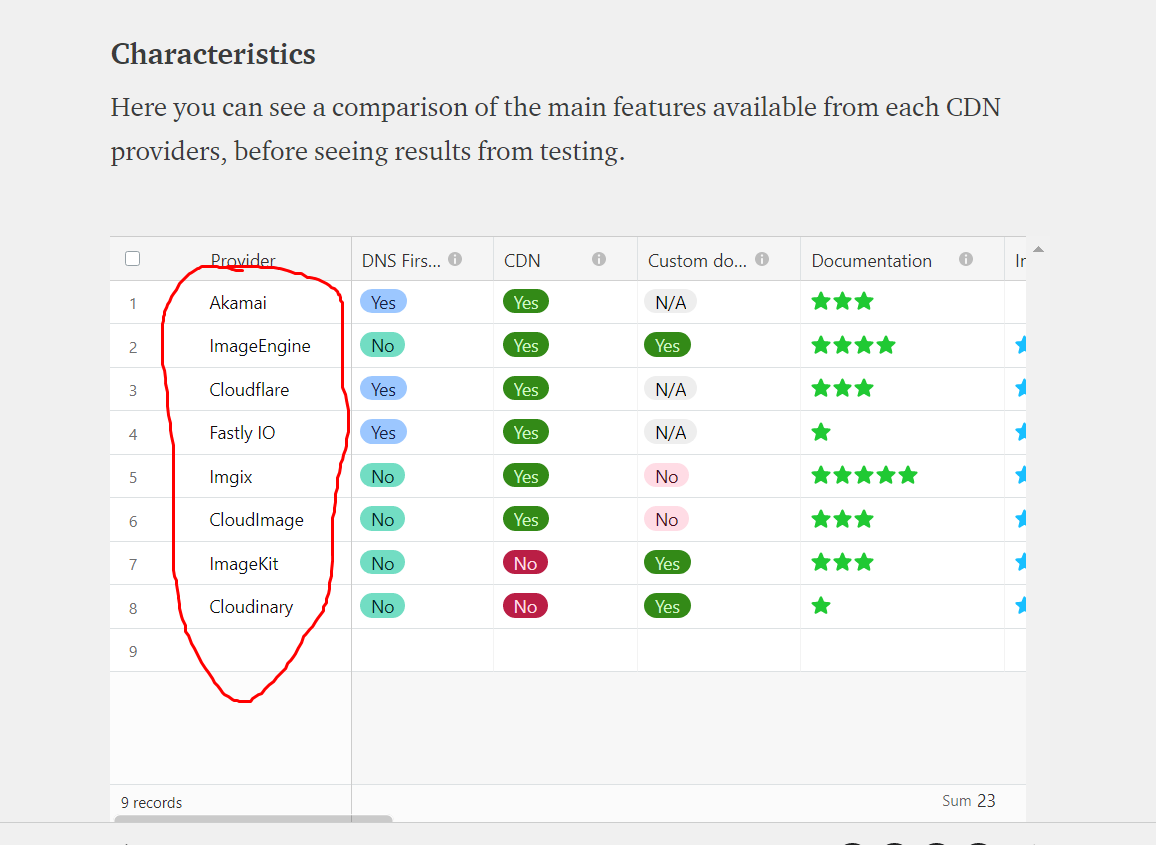 Characteristics
Here you can see a comparison of the main features available from each CDN
providers, before seeing results from testing.
Provider DNS Firs... CDN Custom do... Documentation
1 Akamai Yes Yes N/A
2 ImageEngine No Yes Yes
3 Cloudflare Yes Yes N/A
4 Fastly IO Yes Yes N/A
5 Imgix No Yes No
6 CloudImage No Yes No
7 ImageKit No No Yes
8 Cloudinary No No Yes
9
9 records Sum 23